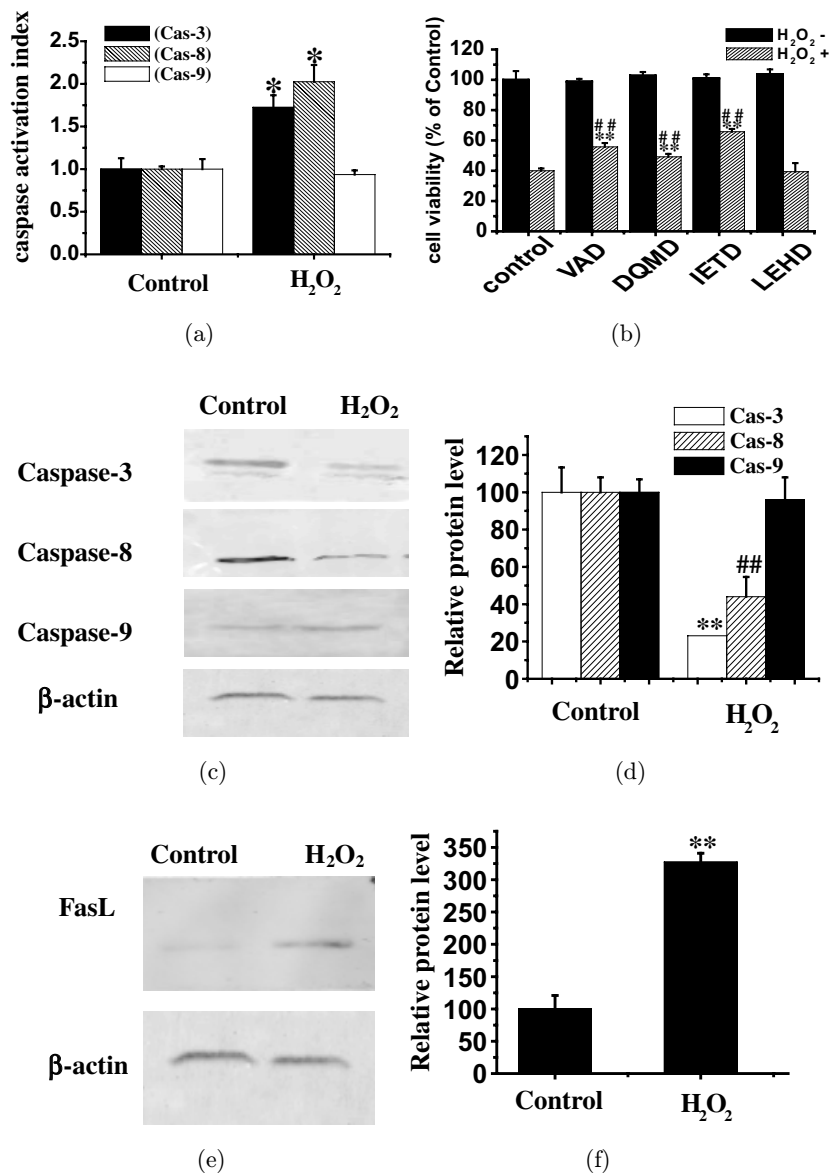 (a)
caspase activation index
2.5
2.0
1.5
1.0
0.5
0.0
(Cas-3)
(Cas-8)
(Cas-9)
* *
Control H₂O₂
(b)
cell viability (% of Control)
120
100
80
60
40
20
0
H₂O₂ -
H₂O₂ +
## ** ## ** ## **
control VAD DQMD IETD LEHD
(c)
Control H₂O₂
Caspase-3
Caspase-8
Caspase-9
β-actin
(d)
Relative protein level
120
100
80
60
40
20
0
Cas-3
Cas-8
Cas-9
** ##
Control H₂O₂
(e)
Control H₂O₂
FasL
β-actin
(f)
Relative protein level
350
325
300
250
200
150
100
50
0
**
Control H₂O₂